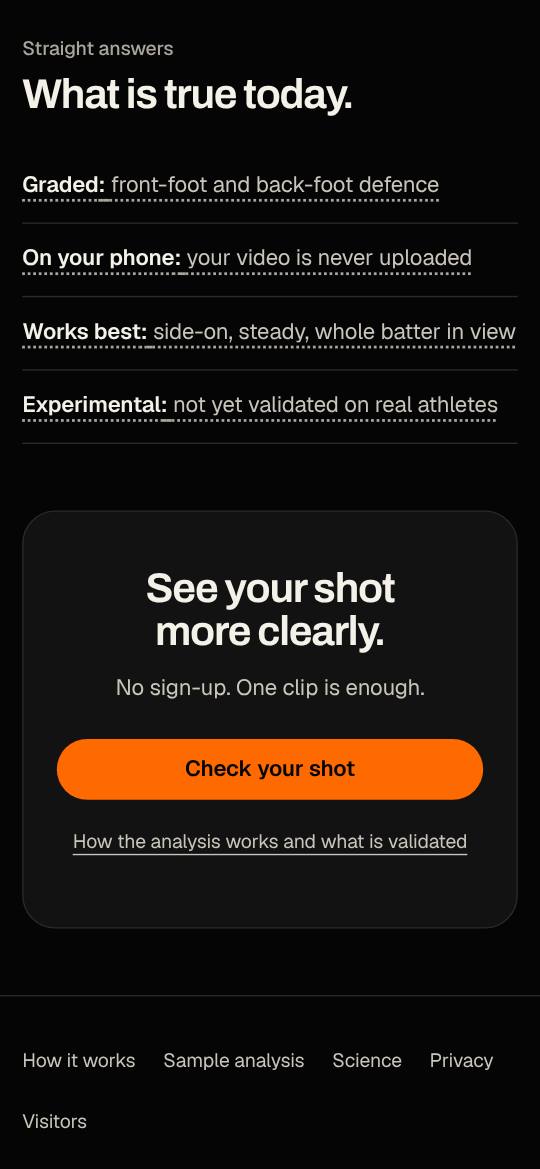 Straight answers
What is true today.
Graded: front-foot and back-foot defence
On your phone: your video is never uploaded
Works best: side-on, steady, whole batter in view
Experimental: not yet validated on real athletes
See your shot
more clearly.
No sign-up. One clip is enough.
Check your shot
How the analysis works and what is validated
How it works Sample analysis Science Privacy
Visitors